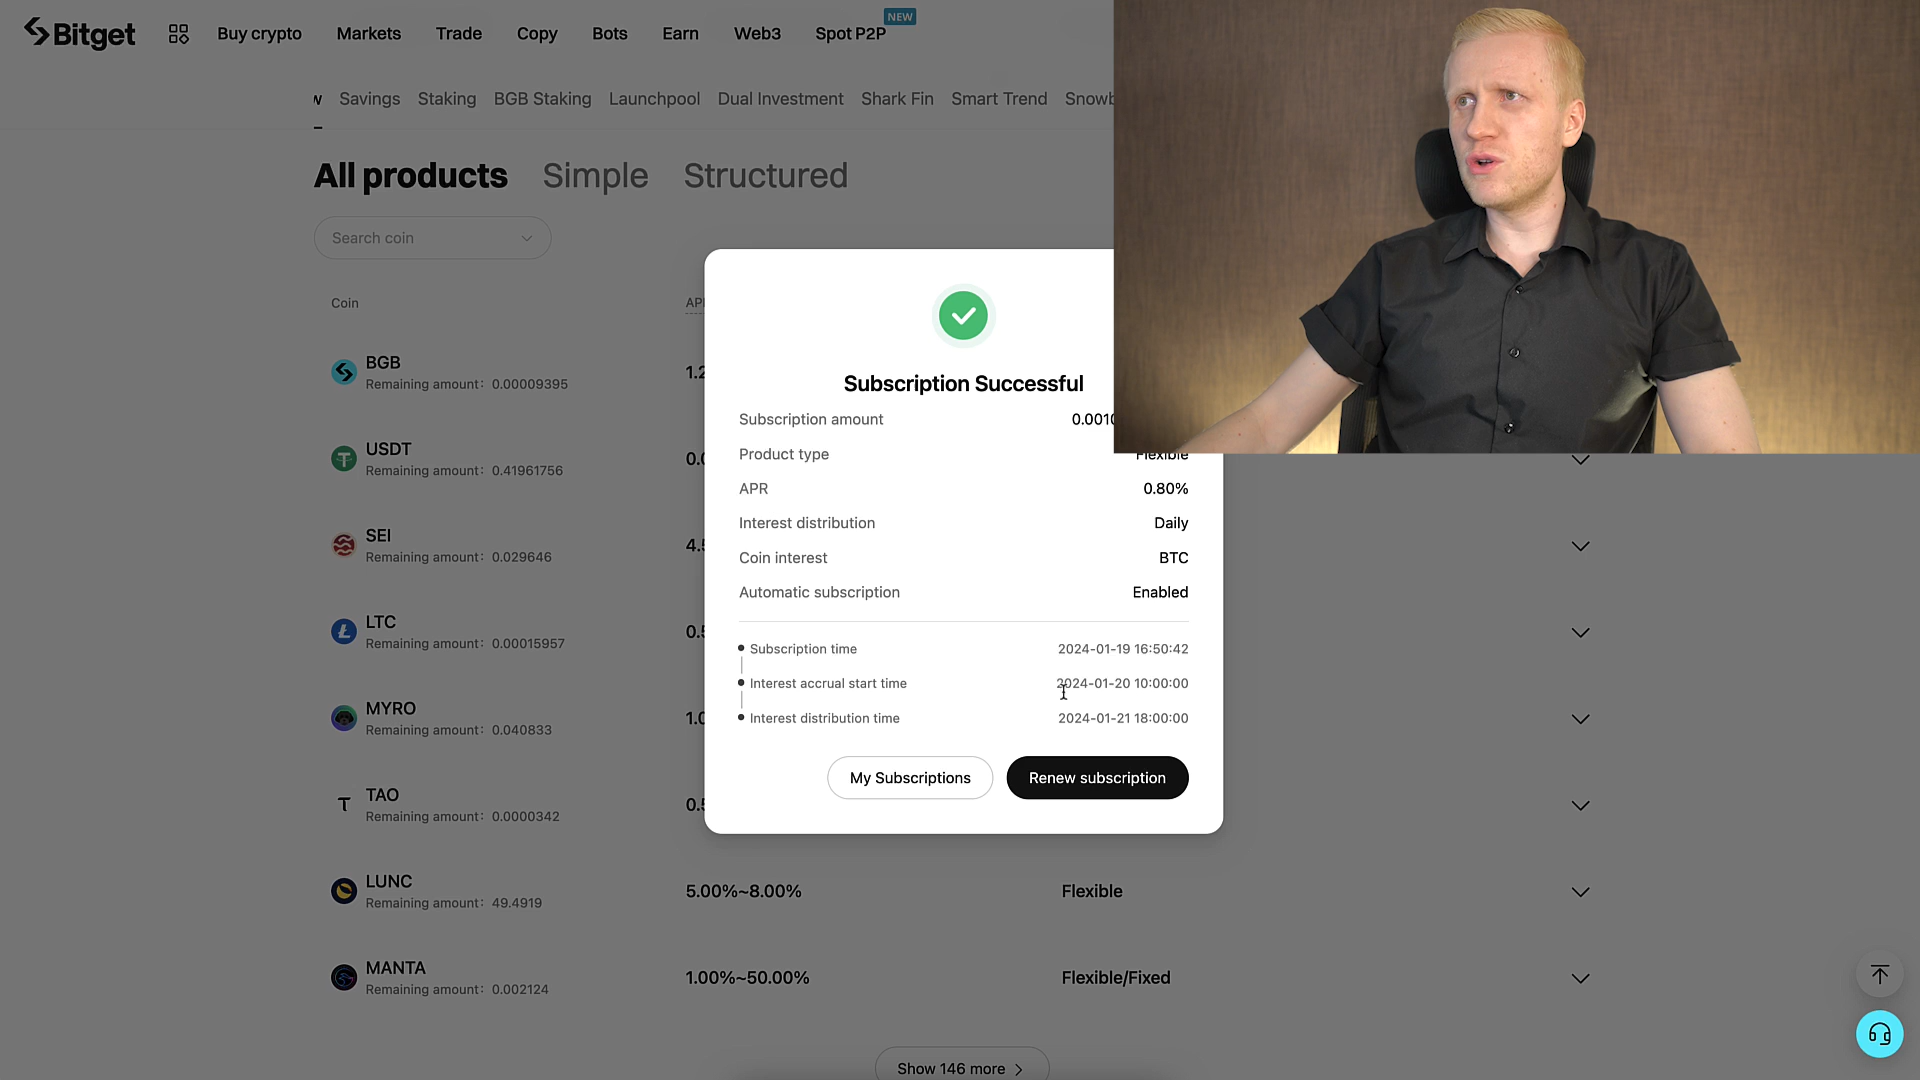 Bitget
Buy crypto Markets Trade Copy Bots Earn Web3 Spot P2P NEW
Savings Staking BGB Staking Launchpool Dual Investment Shark Fin Smart Trend
All products Simple Structured
Search coin
Coin
BGB
Remaining amount: 0.00009395
USDT
Remaining amount: 0.41961756
SEI
Remaining amount: 0.029646
LTC
Remaining amount: 0.00015957
MYRO
Remaining amount: 0.040833
TAO
Remaining amount: 0.0000342
LUNC
Remaining amount: 49.4919
5.00%~8.00%
Flexible
MANTA
Remaining amount: 0.002124
1.00%~50.00%
Flexible/Fixed
Show 146 more
Subscription Successful
Subscription amount 0.0010
Product type Flexible
APR 0.80%
Interest distribution Daily
Coin interest BTC
Automatic subscription Enabled
Subscription time 2024-01-19 16:50:42
Interest accrual start time 2024-01-20 10:00:00
Interest distribution time 2024-01-21 18:00:00
My Subscriptions Renew subscription